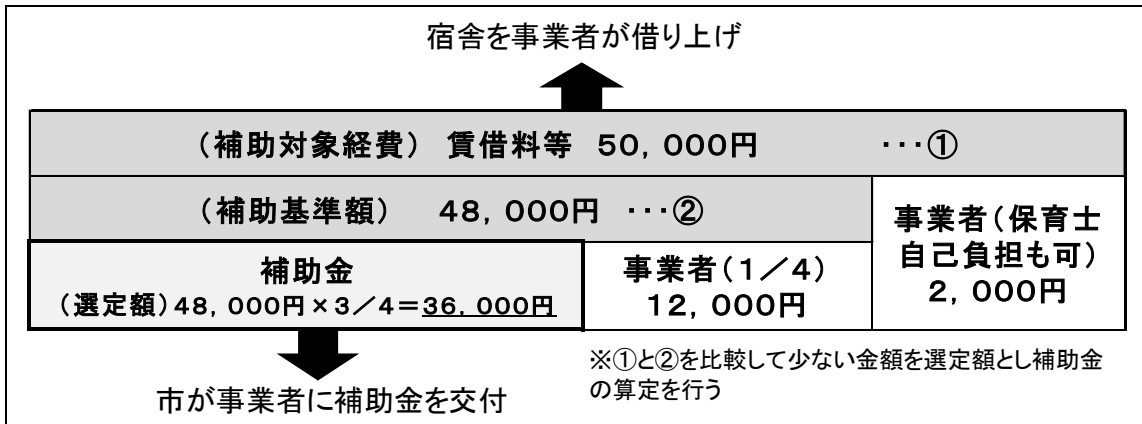 宿舎を事業者が借り上げ
（補助対象経費） 賃借料等 ５０，０００円 ・・・①
（補助基準額） ４８，０００円 ・・・②
事業者（保育士
自己負担も可）
２，０００円
補助金
（選定額）４８，０００円×３／４＝３６，０００円
事業者（１／４）
１２，０００円
※①と②を比較して少ない金額を選定額とし補助金
の算定を行う
市が事業者に補助金を交付